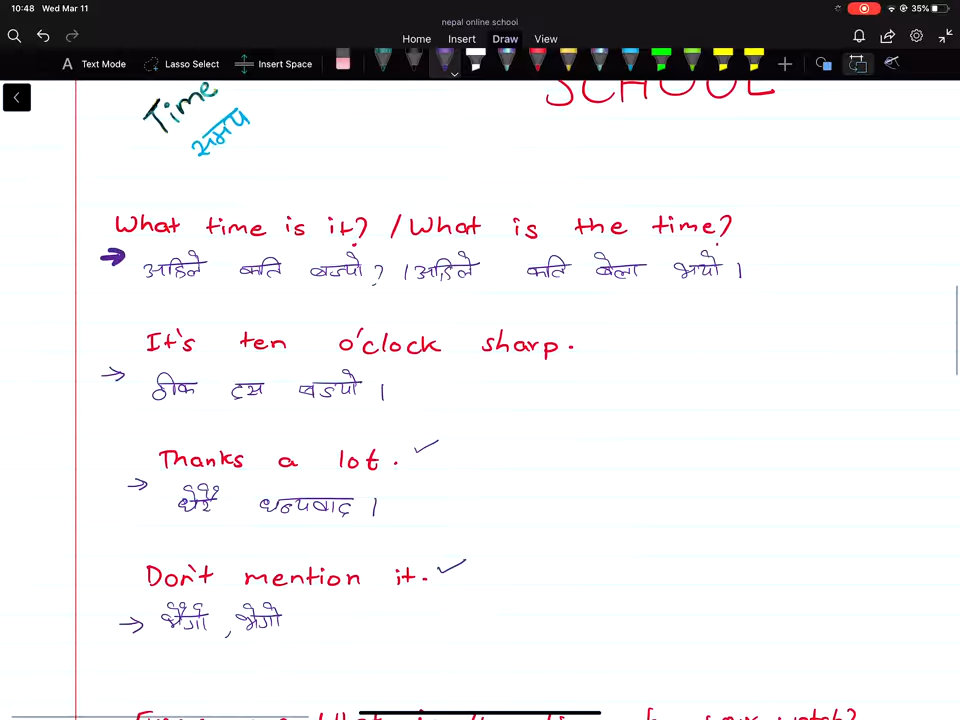 10:48 Wed Mar 11
35%
nepal online school
Home Insert Draw View
Text Mode Lasso Select Insert Space
Time
समय
SCHOOL
What time is it? / What is the time?
अहिले कति बज्यो? । अहिले कति बेला भयो ।
It's ten o'clock sharp.
ठीक दस बज्यो ।
Thanks a lot.
धेरै धन्यवाद ।
Don't mention it.
भैगो